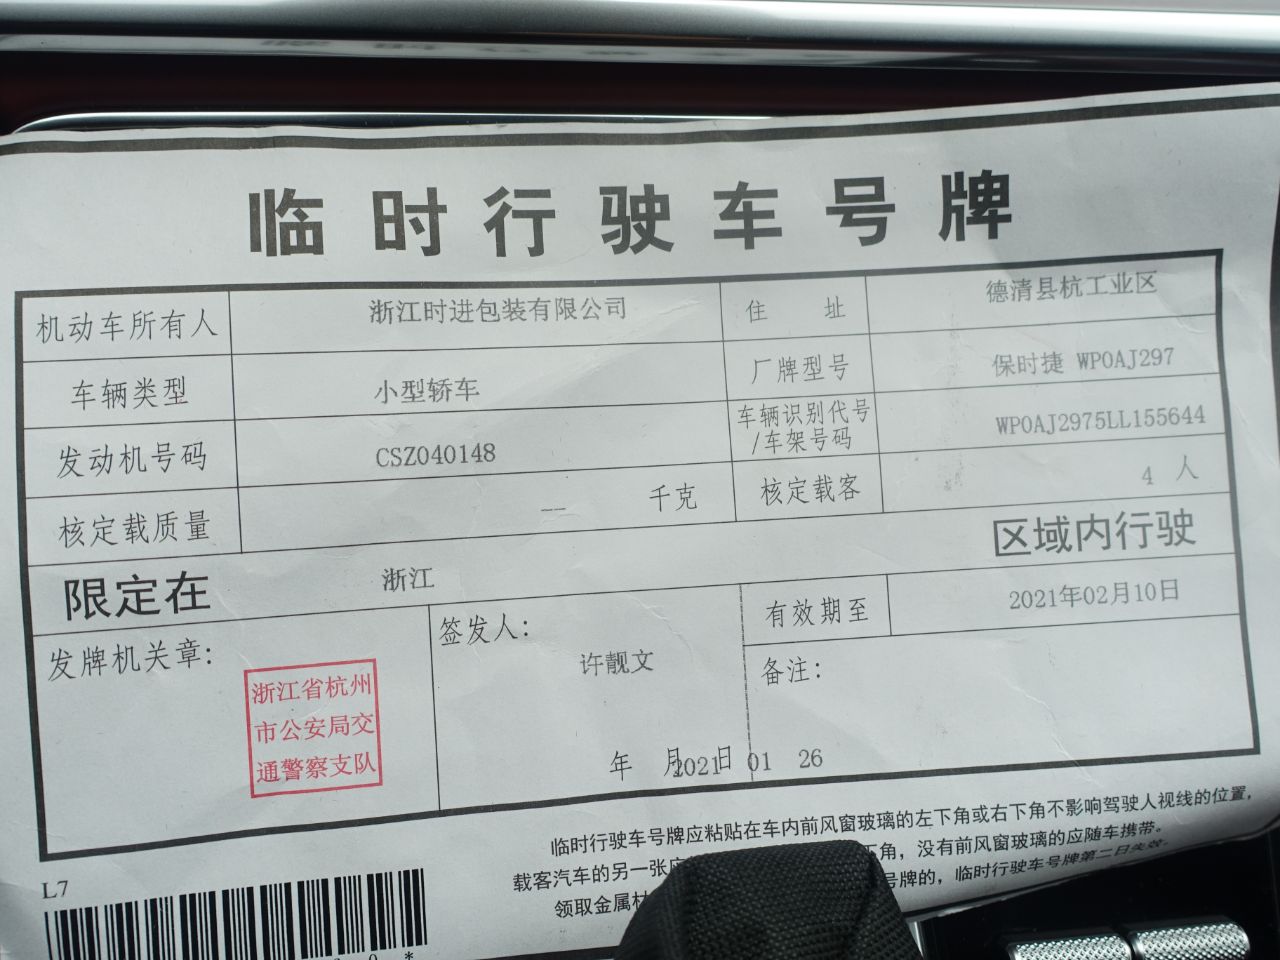 临时行驶车号牌
机动车所有人 浙江时进包装有限公司 住 址 德清县杭工业区
车辆类型 小型轿车 厂牌型号 保时捷 WP0AJ297
发动机号码 CSZ040148 车辆识别代号/车架号码 WP0AJ2975LL155644
核定载质量 -- 千克 核定载客 4 人
限定在 浙江 区域内行驶
发牌机关章:
浙江省杭州
市公安局交
通警察支队
签发人:
许靓文
年 月 日
2021 01 26
有效期至 2021年02月10日
备注:
临时行驶车号牌应粘贴在车内前风窗玻璃的左下角或右下角不影响驾驶人视线的位置,
载客汽车的另一张应 下角,没有前风窗玻璃的应随车携带。
领取金属材 号牌的,临时行驶车号牌第二日失效。
L7